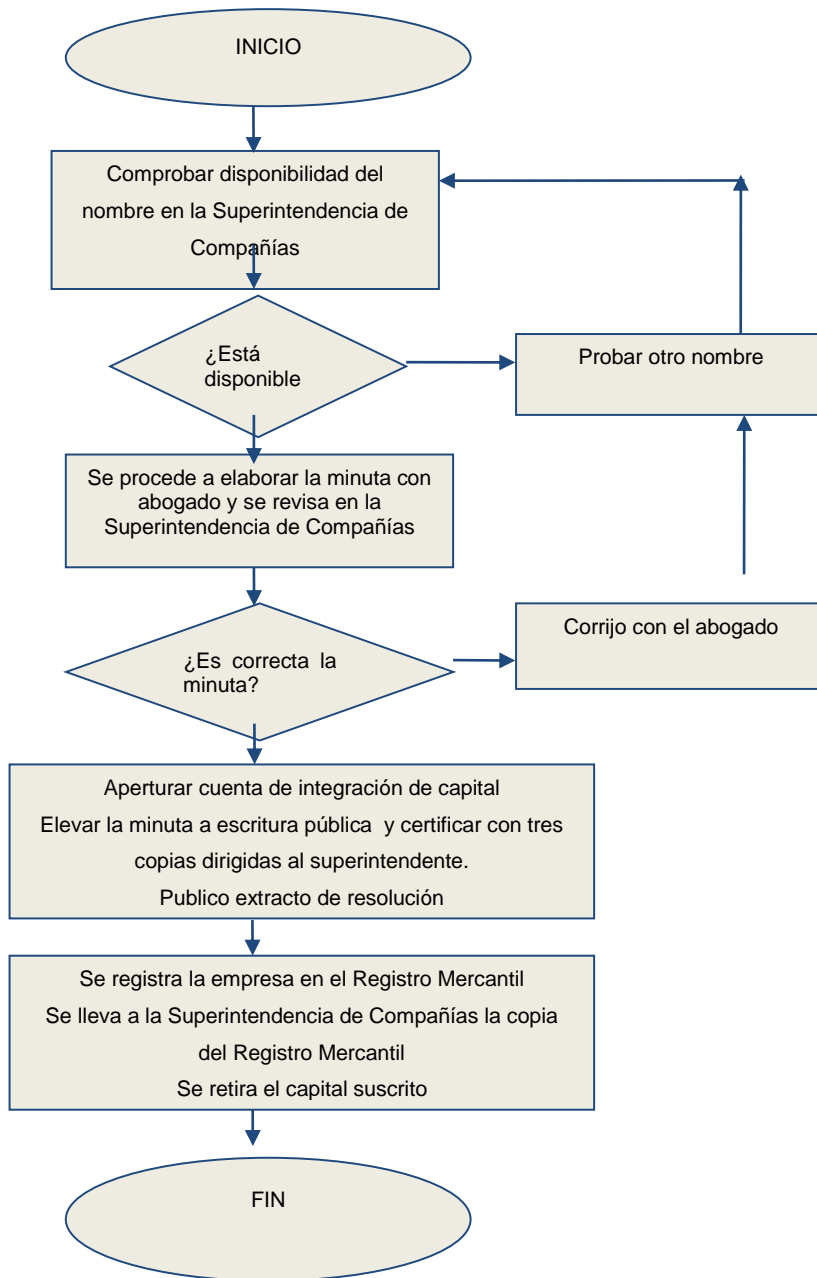 INICIO
Comprobar disponibilidad del
nombre en la Superintendencia de
Compañías
¿Está
disponible
Probar otro nombre
Se procede a elaborar la minuta con
abogado y se revisa en la
Superintendencia de Compañías
¿Es correcta la
minuta?
Corrijo con el abogado
Aperturar cuenta de integración de capital
Elevar la minuta a escritura pública y certificar con tres
copias dirigidas al superintendente.
Publico extracto de resolución
Se registra la empresa en el Registro Mercantil
Se lleva a la Superintendencia de Compañías la copia
del Registro Mercantil
Se retira el capital suscrito
FIN